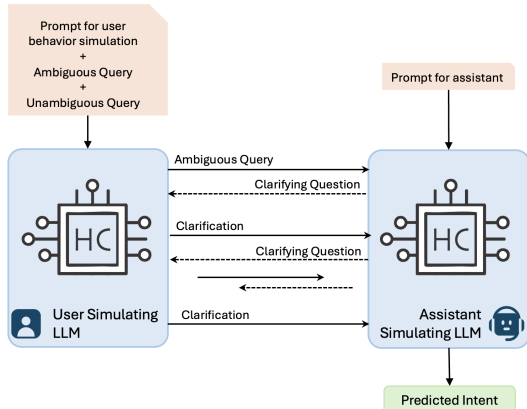 Prompt for user
behavior simulation
+
Ambiguous Query
+
Unambiguous Query
Prompt for assistant
Ambiguous Query
Clarifying Question
Clarification
Clarifying Question
Clarification
HC
User Simulating
LLM
HC
Assistant
Simulating LLM
Predicted Intent